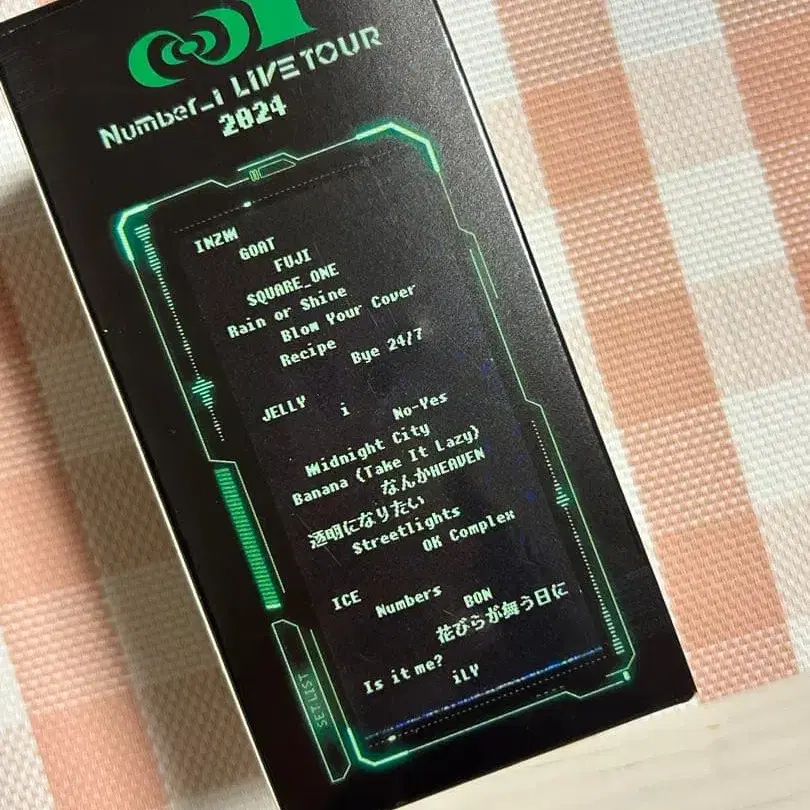 Number_i LIVE TOUR
2024
INZM
GOAT
FUJI
SQUARE_ONE
Rain or Shine
Blow Your Cover
Recipe
Bye 24/7
JELLY
i
No-Yes
Midnight City
Banana (Take It Lazy)
なんかHEAVEN
透明になりたい
Streetlights
OK Complex
ICE
Numbers
BON
花びらが舞う日に
Is it me?
iLY
SET LIST